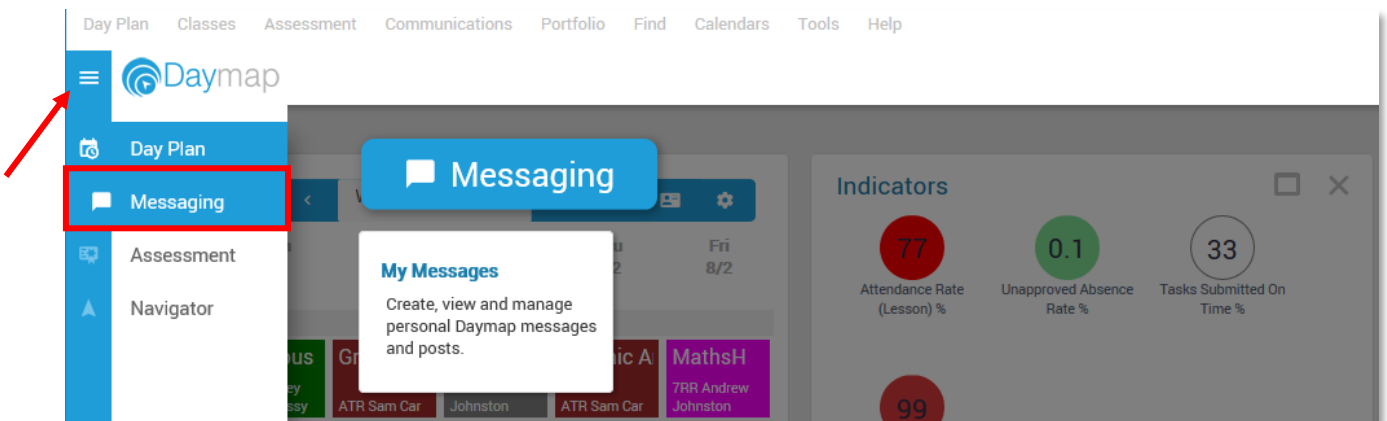 Day Plan Classes Assessment Communications Portfolio Find Calendars Tools Help
Daymap
Day Plan
Messaging
Assessment
Navigator
Messaging
My Messages
Create, view and manage
personal Daymap messages
and posts.
Fri
8/2
MathsH
7RR Andrew
Johnston
ATR Sam Car
Johnston
ATR Sam Car
Indicators
77
Attendance Rate
(Lesson) %
0.1
Unapproved Absence
Rate %
33
Tasks Submitted On
Time %
99